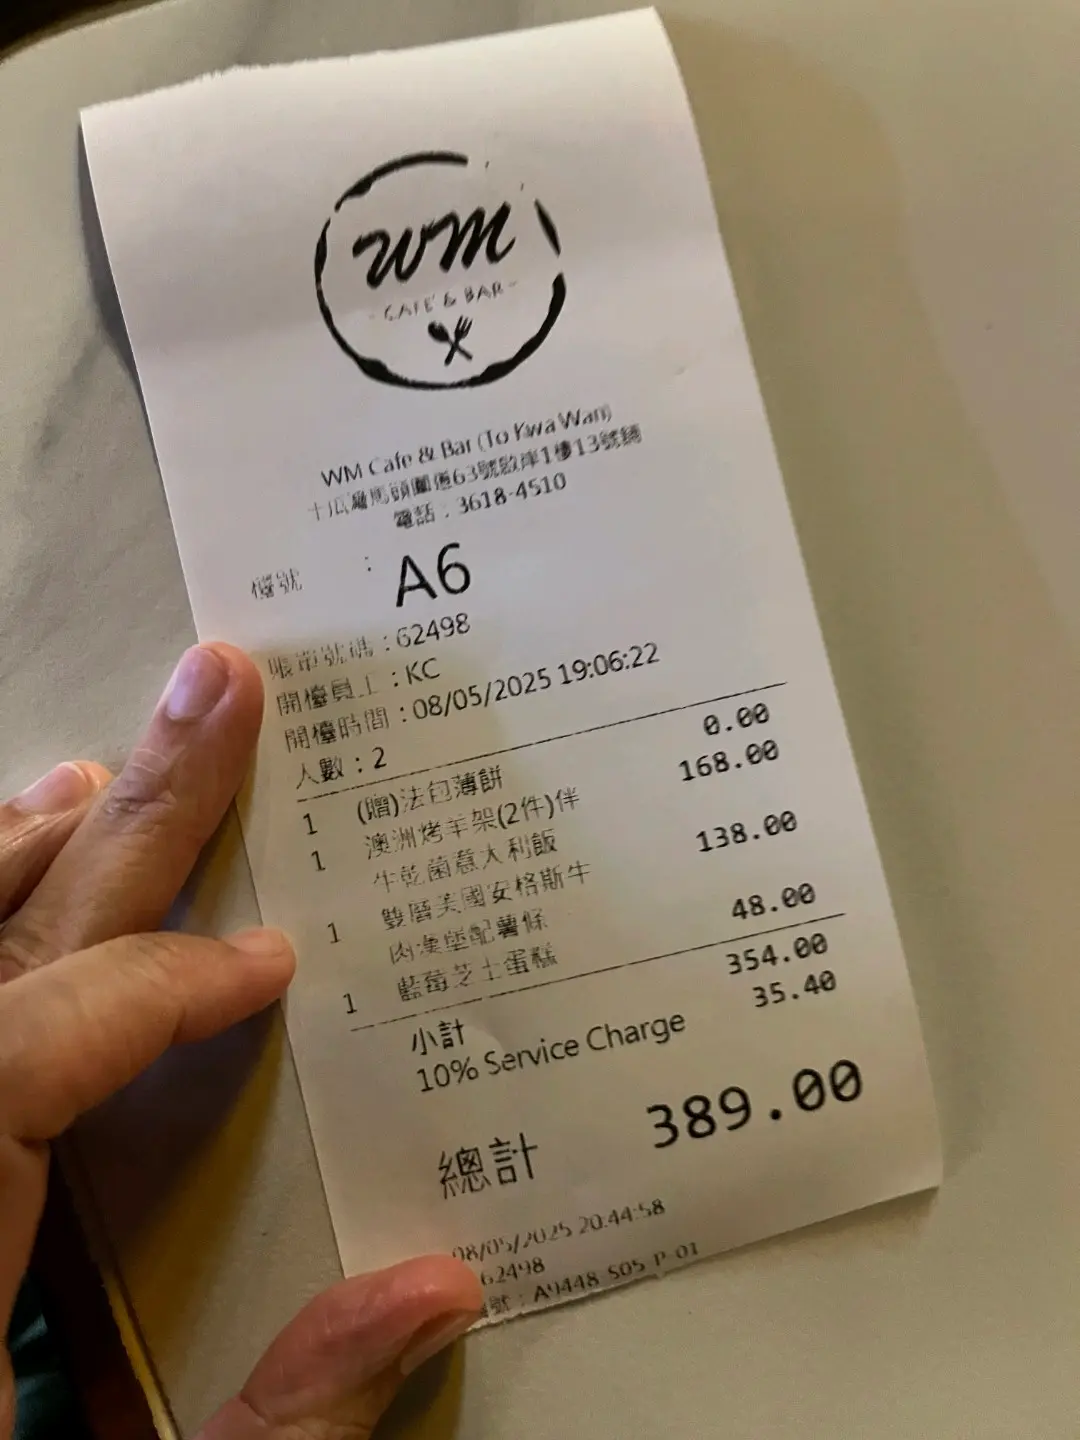 WM
- CAFE & BAR -
WM Cafe & Bar (To Kwa Wan)
土瓜灣馬頭圍道63號啟岸1樓13號舖
電話：3618-4510
檯號 : A6
賬單號碼：62498
開檯員工：KC
開檯時間：08/05/2025 19:06:22
人數：2
1 (贈)法包薄餅 0.00
1 澳洲烤羊架(2件)伴 168.00
牛乾菌意大利飯
1 雙層美國安格斯牛 138.00
肉漢堡配薯條
1 藍莓芝士蛋糕 48.00
小計 354.00
10% Service Charge 35.40
總計 389.00
08/05/2025 20:44:58
62498
號：A9448-S05-P-01